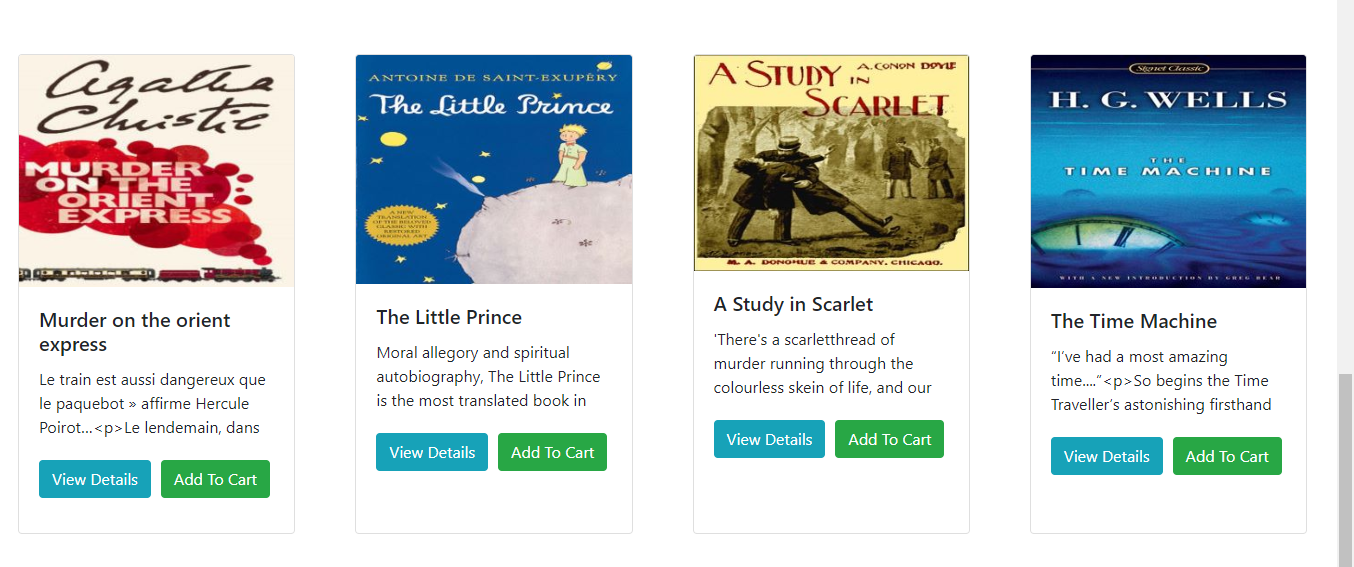 Agatha
Christie
MURDER
ON THE
ORIENT
EXPRESS
Murder on the orient
express
Le train est aussi dangereux que
le paquebot » affirme Hercule
Poirot...<p>Le lendemain, dans
View Details
Add To Cart
ANTOINE DE SAINT-EXUPÉRY
The Little Prince
A NEW
TRANSLATION
OF THE BELOVED
CLASSIC WITH
RESTORED
ORIGINAL ART
The Little Prince
Moral allegory and spiritual
autobiography, The Little Prince
is the most translated book in
View Details
Add To Cart
A STUDY IN
SCARLET
A. CONON DOYLE
M. A. DONOHUE & COMPANY. CHICAGO.
A Study in Scarlet
'There's a scarletthread of
murder running through the
colourless skein of life, and our
View Details
Add To Cart
Signet Classic
H. G. WELLS
THE
TIME MACHINE
WITH A NEW INTRODUCTION BY GREG BEAR
The Time Machine
“I’ve had a most amazing
time....”<p>So begins the Time
Traveller’s astonishing firsthand
View Details
Add To Cart